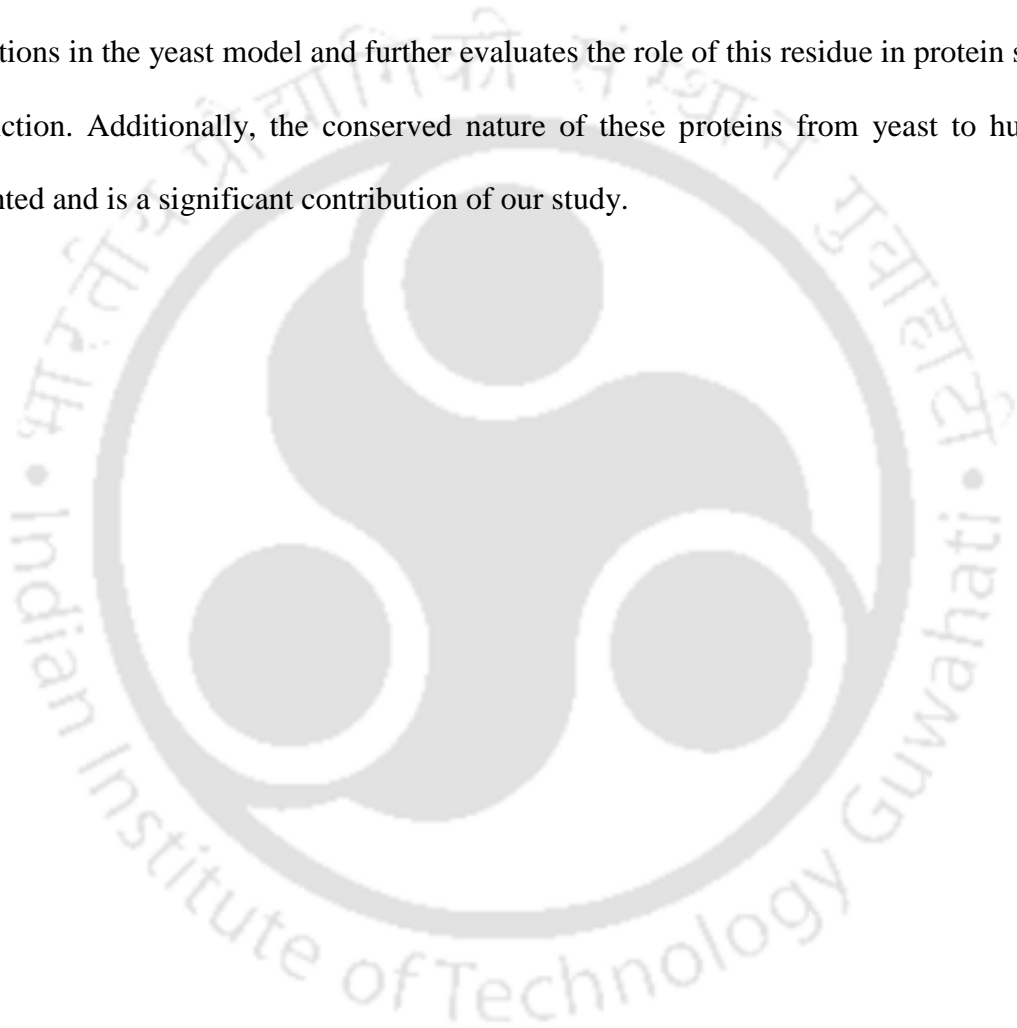 tions in the yeast model and further evaluates the role of this residue in protein s
ction. Additionally, the conserved nature of these proteins from yeast to hu
nted and is a significant contribution of our study.
भारतीय प्रौद्योगिकी संस्थान गुवाहाटी
Indian Institute of Technology Guwahati